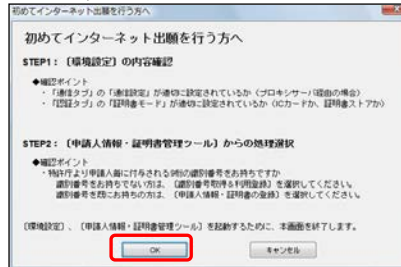 初めてインターネット出願を行う方へ
初めてインターネット出願を行う方へ
STEP1：〔環境設定〕の内容確認
◆確認ポイント
・「通信タブ」の「通信設定」が適切に設定されているか（プロキシサーバ経由の場合）
・「認証タブ」の「証明書モード」が適切に設定されているか（ICカードか、証明書ストアか）
STEP2：〔申請人情報・証明書管理ツール〕からの処理選択
◆確認ポイント
・特許庁より申請人毎に付与される9桁の識別番号をお持ちですか
識別番号をお持ちでない方は、〔識別番号取得＆利用登録〕を選択してください。
識別番号を既にお持ちの方は、〔申請人情報・証明書の登録〕を選択してください。
〔環境設定〕、〔申請人情報・証明書管理ツール〕を起動するために、本画面を終了します。
OK
キャンセル